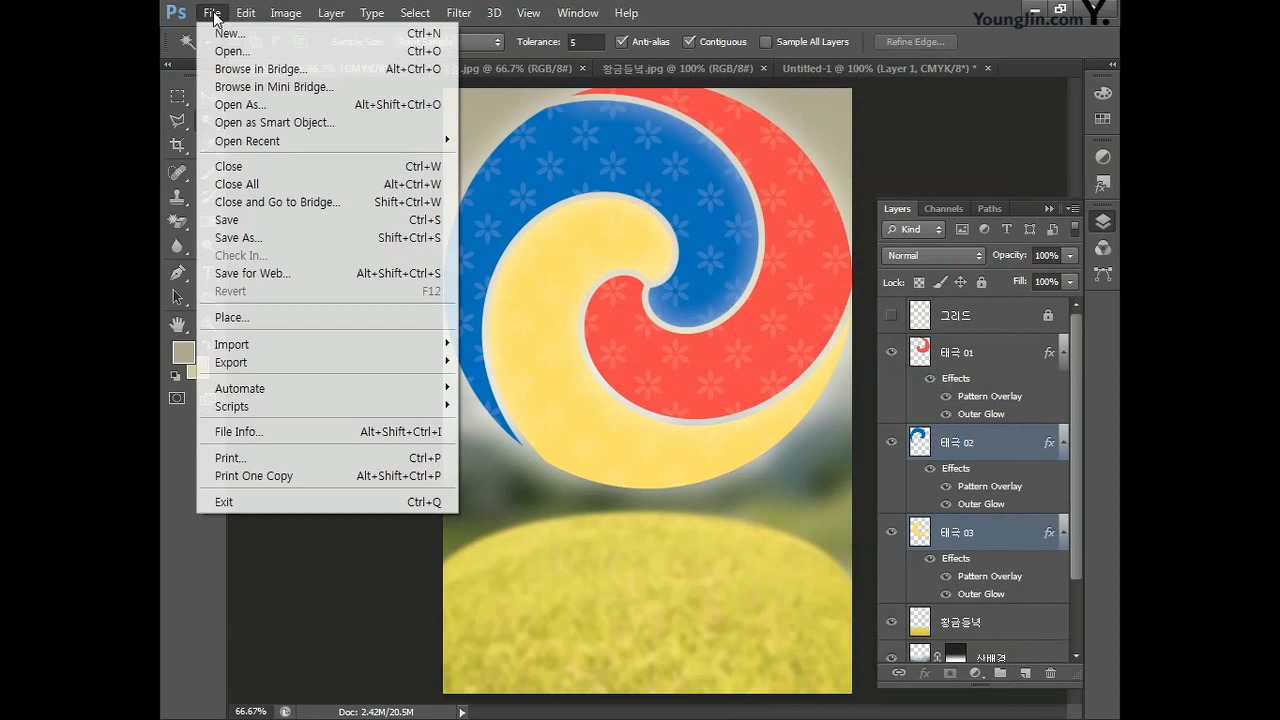 Ps File Edit Image Layer Type Select Filter 3D View Window Help
YoungJin.com Y.
Tolerance: 5 Anti-alias Contiguous Sample All Layers Refine Edge...
.jpg @ 66.7% (RGB/8#) × 황금들녘.jpg @ 100% (RGB/8#) × Untitled-1 @ 100% (Layer 1, CMYK/8*) * ×
New... Ctrl+N
Open... Ctrl+O
Browse in Bridge... Alt+Ctrl+O
Browse in Mini Bridge...
Open As... Alt+Shift+Ctrl+O
Open as Smart Object...
Open Recent
Close Ctrl+W
Close All Alt+Ctrl+W
Close and Go to Bridge... Shift+Ctrl+W
Save Ctrl+S
Save As... Shift+Ctrl+S
Check In...
Save for Web... Alt+Shift+Ctrl+S
Revert F12
Place...
Import
Export
Automate
Scripts
File Info... Alt+Shift+Ctrl+I
Print... Ctrl+P
Print One Copy Alt+Shift+Ctrl+P
Exit Ctrl+Q
Layers Channels Paths
Kind
Normal Opacity: 100%
Lock: Fill: 100%
그리드
태극 01 fx
Effects
Pattern Overlay
Outer Glow
태극 02 fx
Effects
Pattern Overlay
Outer Glow
태극 03 fx
Effects
Pattern Overlay
Outer Glow
황금들녘
fx
66.67% Doc: 2.42M/20.5M